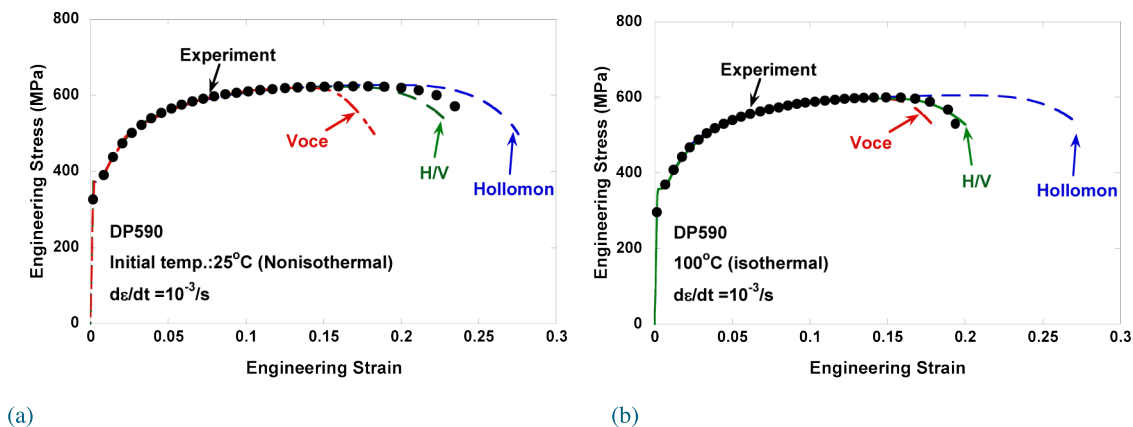 800
600
400
200
0
Engineering Stress (MPa)
Experiment
Voce
H/V
Hollomon
DP590
Initial temp.:25°C (Nonisothermal)
dε/dt =10⁻³/s
0 0.05 0.1 0.15 0.2 0.25 0.3
Engineering Strain
(a)
800
600
400
200
0
Engineering Stress (MPa)
Experiment
Voce
H/V
Hollomon
DP590
100°C (isothermal)
dε/dt =10⁻³/s
0 0.05 0.1 0.15 0.2 0.25 0.3
Engineering Strain
(b)